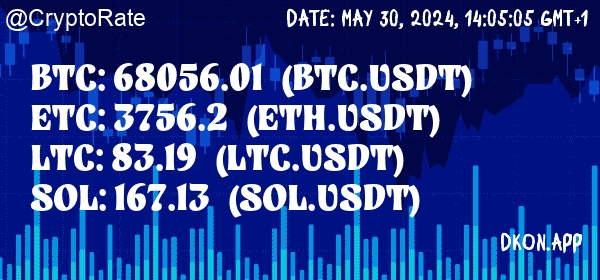 @CryptoRate
DATE: MAY 30, 2024, 14:05:05 GMT+1
BTC: 68056.01 (BTC.USDT)
ETC: 3756.2 (ETH.USDT)
LTC: 83.19 (LTC.USDT)
SOL: 167.13 (SOL.USDT)
DKON.APP